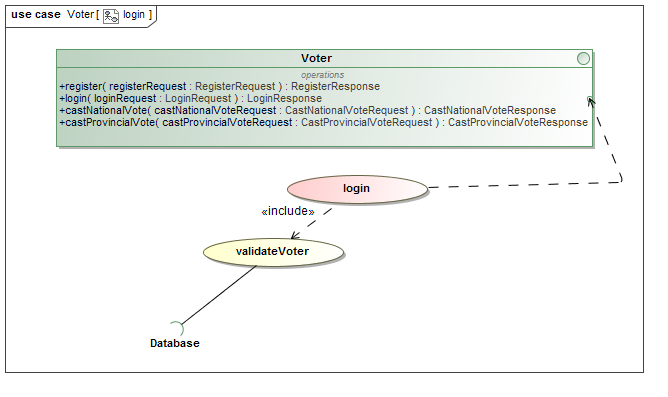 use case Voter [ login ]
Voter
operations
+register( registerRequest : RegisterRequest ) : RegisterResponse
+login( loginRequest : LoginRequest ) : LoginResponse
+castNationalVote( castNationalVoteRequest : CastNationalVoteRequest ) : CastNationalVoteResponse
+castProvincialVote( castProvincialVoteRequest : CastProvincialVoteRequest ) : CastProvincialVoteResponse
login
«include»
validateVoter
Database